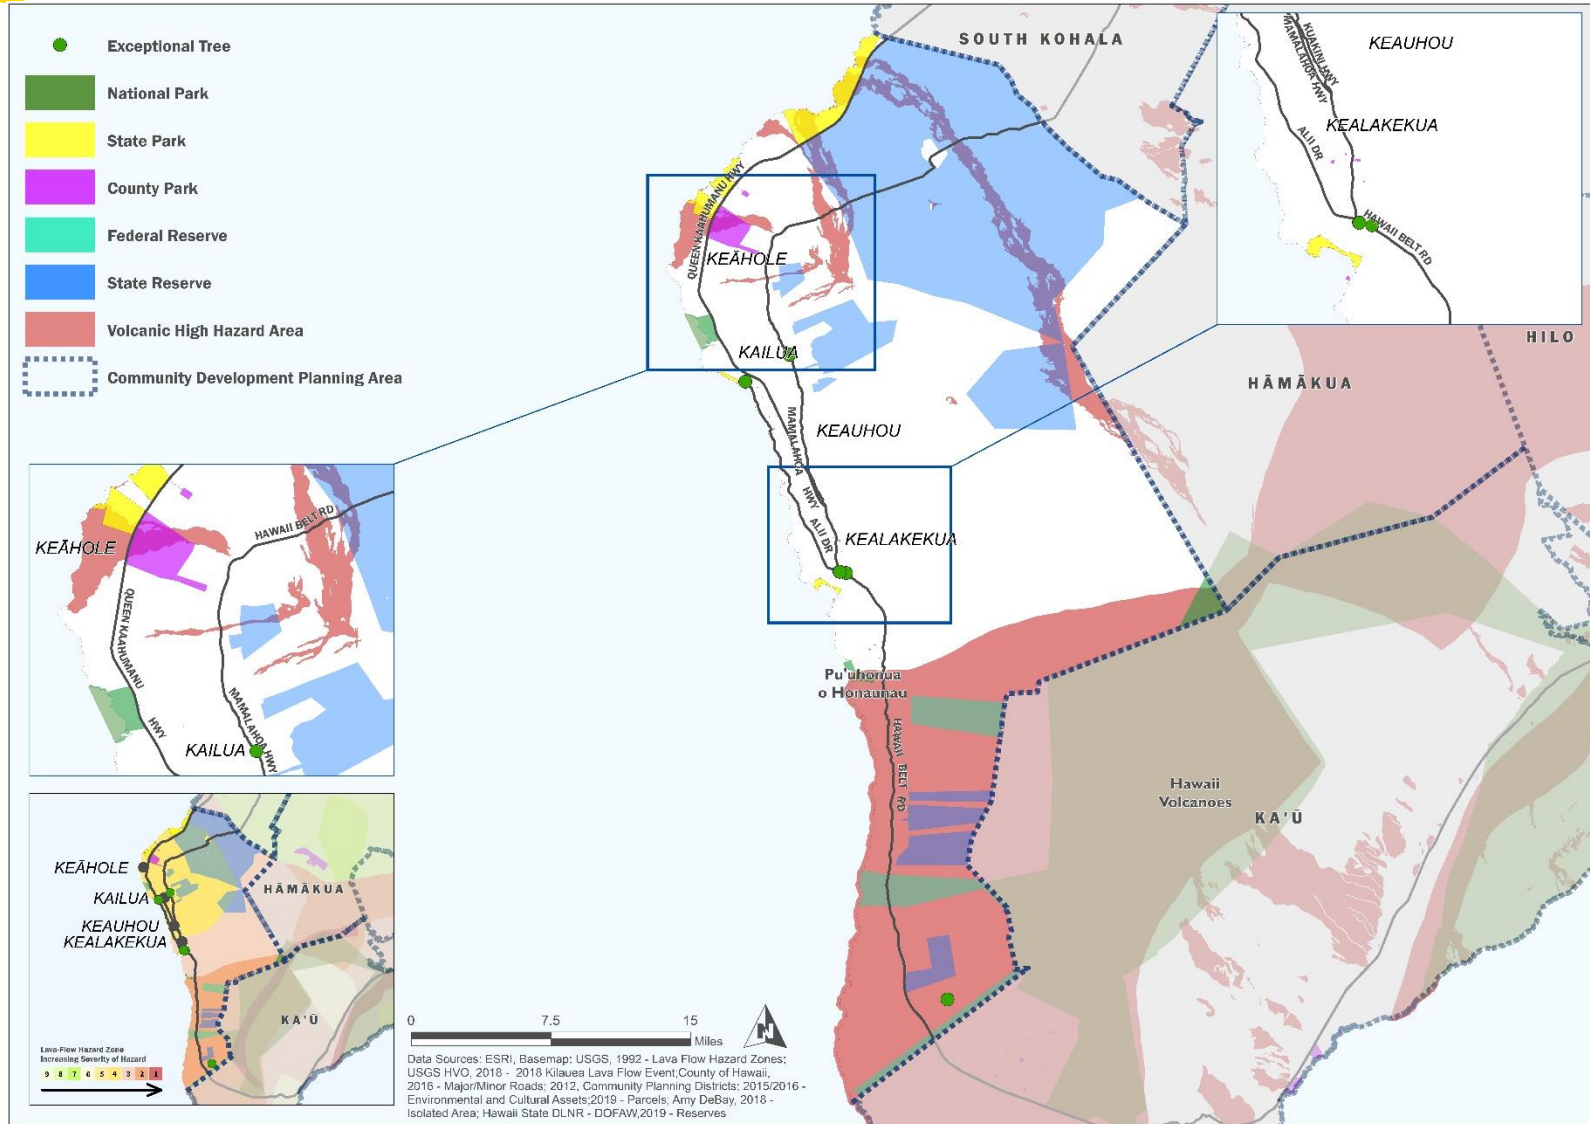 Exceptional Tree
National Park
State Park
County Park
Federal Reserve
State Reserve
Volcanic High Hazard Area
Community Development Planning Area
SOUTH KOHALA
HILO
HĀMĀKUA
KA'Ū
Hawaii
Volcanoes
QUEEN KAAHUMANU HWY
KEĀHOLE
KAILUA
KEAUHOU
MAMALAHOA
HWY
ALII DR
KEALAKEKUA
Pu'uhonua
o Honaunau
HAWAII BELT RD
KEAUHOU
KUAKINI HWY
MAMALAHOA HWY
KEALAKEKUA
ALII DR
HAWAII BELT RD
HAWAII BELT RD
KEĀHOLE
QUEEN KAAHUMANU
HWY
MAMALAHOA HWY
KAILUA
KEĀHOLE
KAILUA
KEAUHOU
KEALAKEKUA
HĀMĀKUA
KA'Ū
Lava-Flow Hazard Zone
Increasing Severity of Hazard
9 8 7 6 5 4 3 2 1
0 7.5 15
Miles
N
Data Sources: ESRI, Basemap; USGS, 1992 - Lava Flow Hazard Zones;
USGS HVO, 2018 - 2018 Kilauea Lava Flow Event;County of Hawaii,
2016 - Major/Minor Roads; 2012, Community Planning Districts; 2015/2016 -
Environmental and Cultural Assets;2019 - Parcels; Amy DeBay, 2018 -
Isolated Area; Hawaii State DLNR - DOFAW,2019 - Reserves